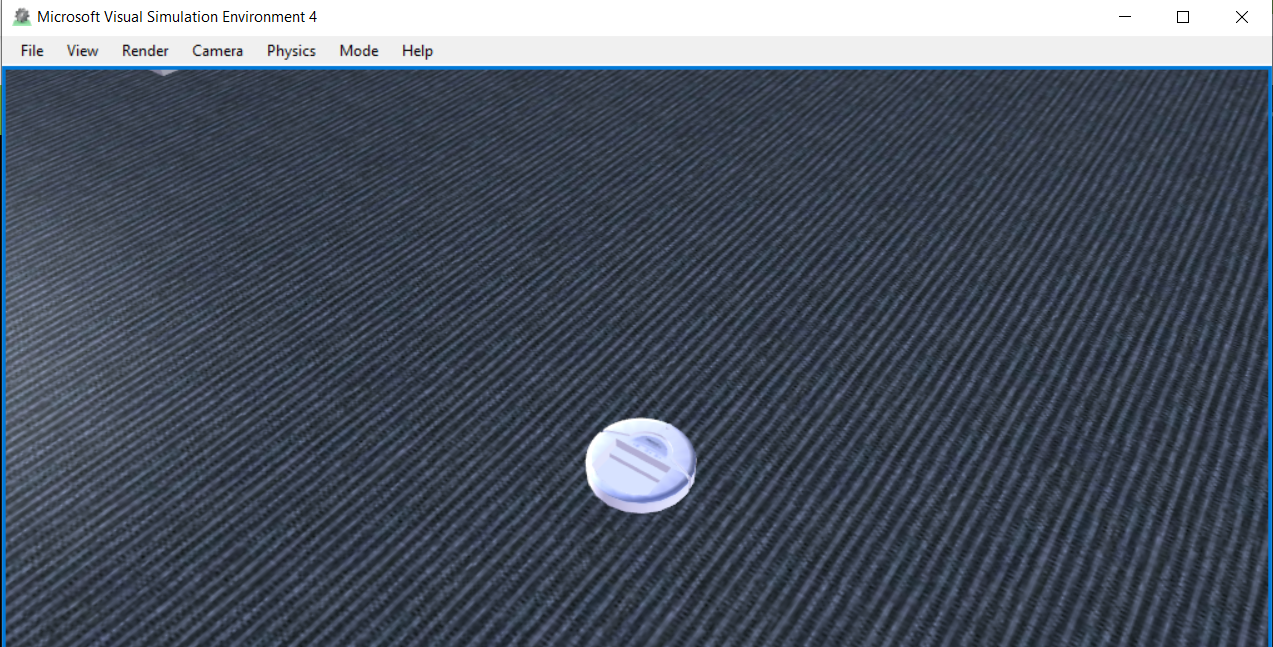 Microsoft Visual Simulation Environment 4
File View Render Camera Physics Mode Help